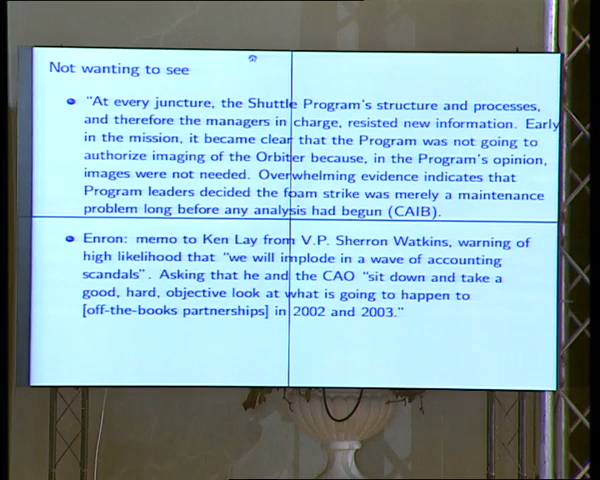 Not wanting to see
"At every juncture, the Shuttle Program's structure and processes,
and therefore the managers in charge, resisted new information. Early
in the mission, it became clear that the Program was not going to
authorize imaging of the Orbiter because, in the Program's opinion,
images were not needed. Overwhelming evidence indicates that
Program leaders decided the foam strike was merely a maintenance
problem long before any analysis had begun (CAIB).
Enron: memo to Ken Lay from V.P. Sherron Watkins, warning of
high likelihood that "we will implode in a wave of accounting
scandals". Asking that he and the CAO "sit down and take a
good, hard, objective look at what is going to happen to
[off-the-books partnerships] in 2002 and 2003."